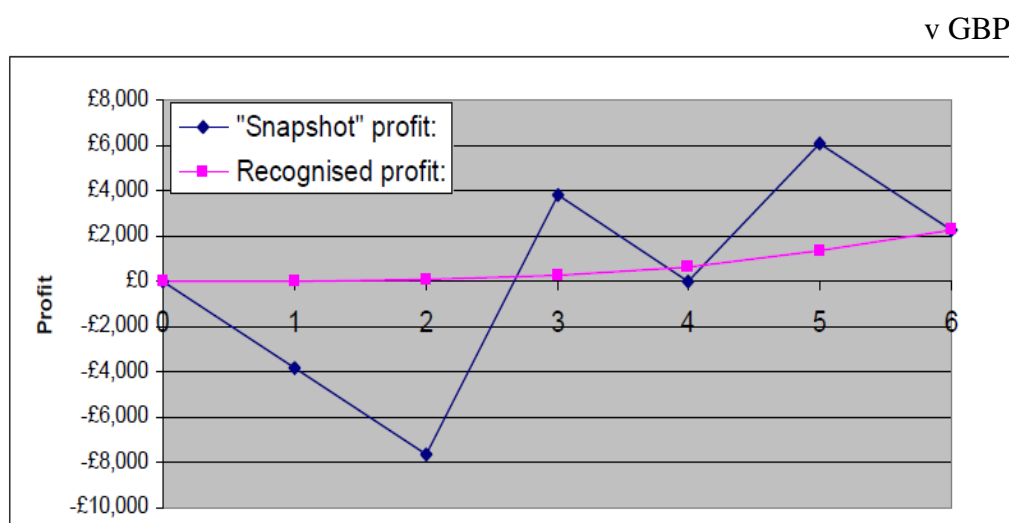 v GBP
£8,000
"Snapshot" profit:
£6,000
Recognised profit:
£4,000
£2,000
£0
Profit
-£2,000
0 1 2 3 4 5 6
-£4,000
-£6,000
-£8,000
-£10,000